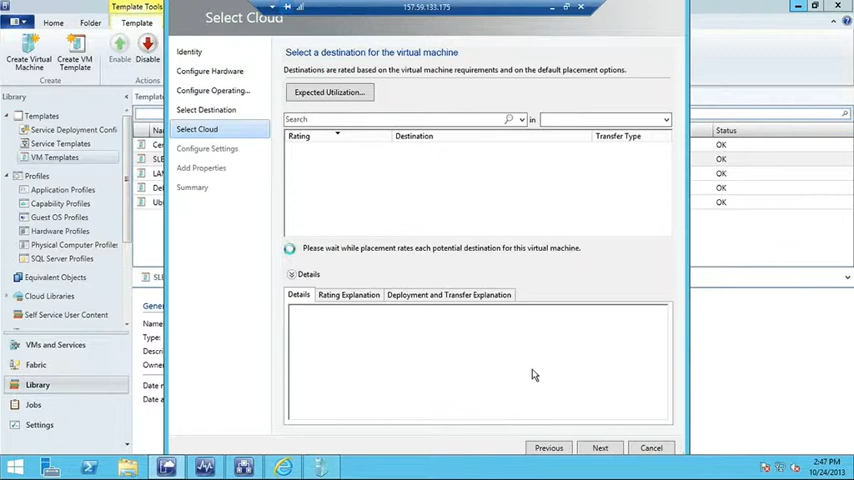 Template Tools
157.59.133.175
Select Cloud
Home
Folder
Template
Create Virtual
Machine
Create VM
Template
Enable
Disable
Create
Actions
Library
Templates
Service Deployment Confi
Service Templates
VM Templates
Profiles
Application Profiles
Capability Profiles
Guest OS Profiles
Hardware Profiles
Physical Computer Profile
SQL Server Profiles
Equivalent Objects
Cloud Libraries
Self Service User Content
VMs and Services
Fabric
Library
Jobs
Settings
Identity
Configure Hardware
Configure Operating...
Select Destination
Select Cloud
Configure Settings
Add Properties
Summary
Select a destination for the virtual machine
Destinations are rated based on the virtual machine requirements and on the default placement options.
Expected Utilization...
Search
in
Rating
Destination
Transfer Type
Please wait while placement rates each potential destination for this virtual machine.
Details
Details
Rating Explanation
Deployment and Transfer Explanation
Previous
Next
Cancel
Status
OK
OK
OK
OK
OK
2:47 PM
10/24/2013